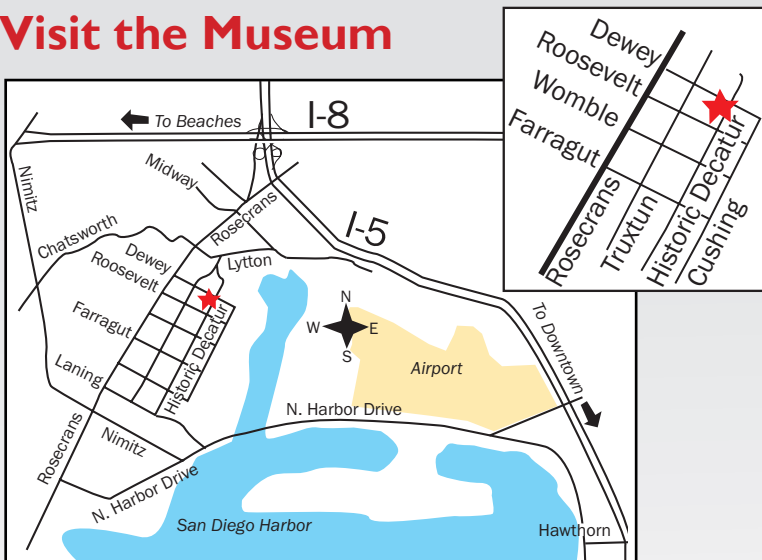 Visit the Museum
To Beaches
I-8
Midway
Nimitz
Rosecrans
Chatsworth
I-5
Dewey
Lytton
Roosevelt
N
W
E
S
Farragut
Historic Decatur
To Downtown
Airport
Laning
N. Harbor Drive
Rosecrans
Nimitz
N. Harbor Drive
San Diego Harbor
Hawthorn
Dewey
Roosevelt
Womble
Farragut
Rosecrans
Truxtun
Historic Decatur
Cushing